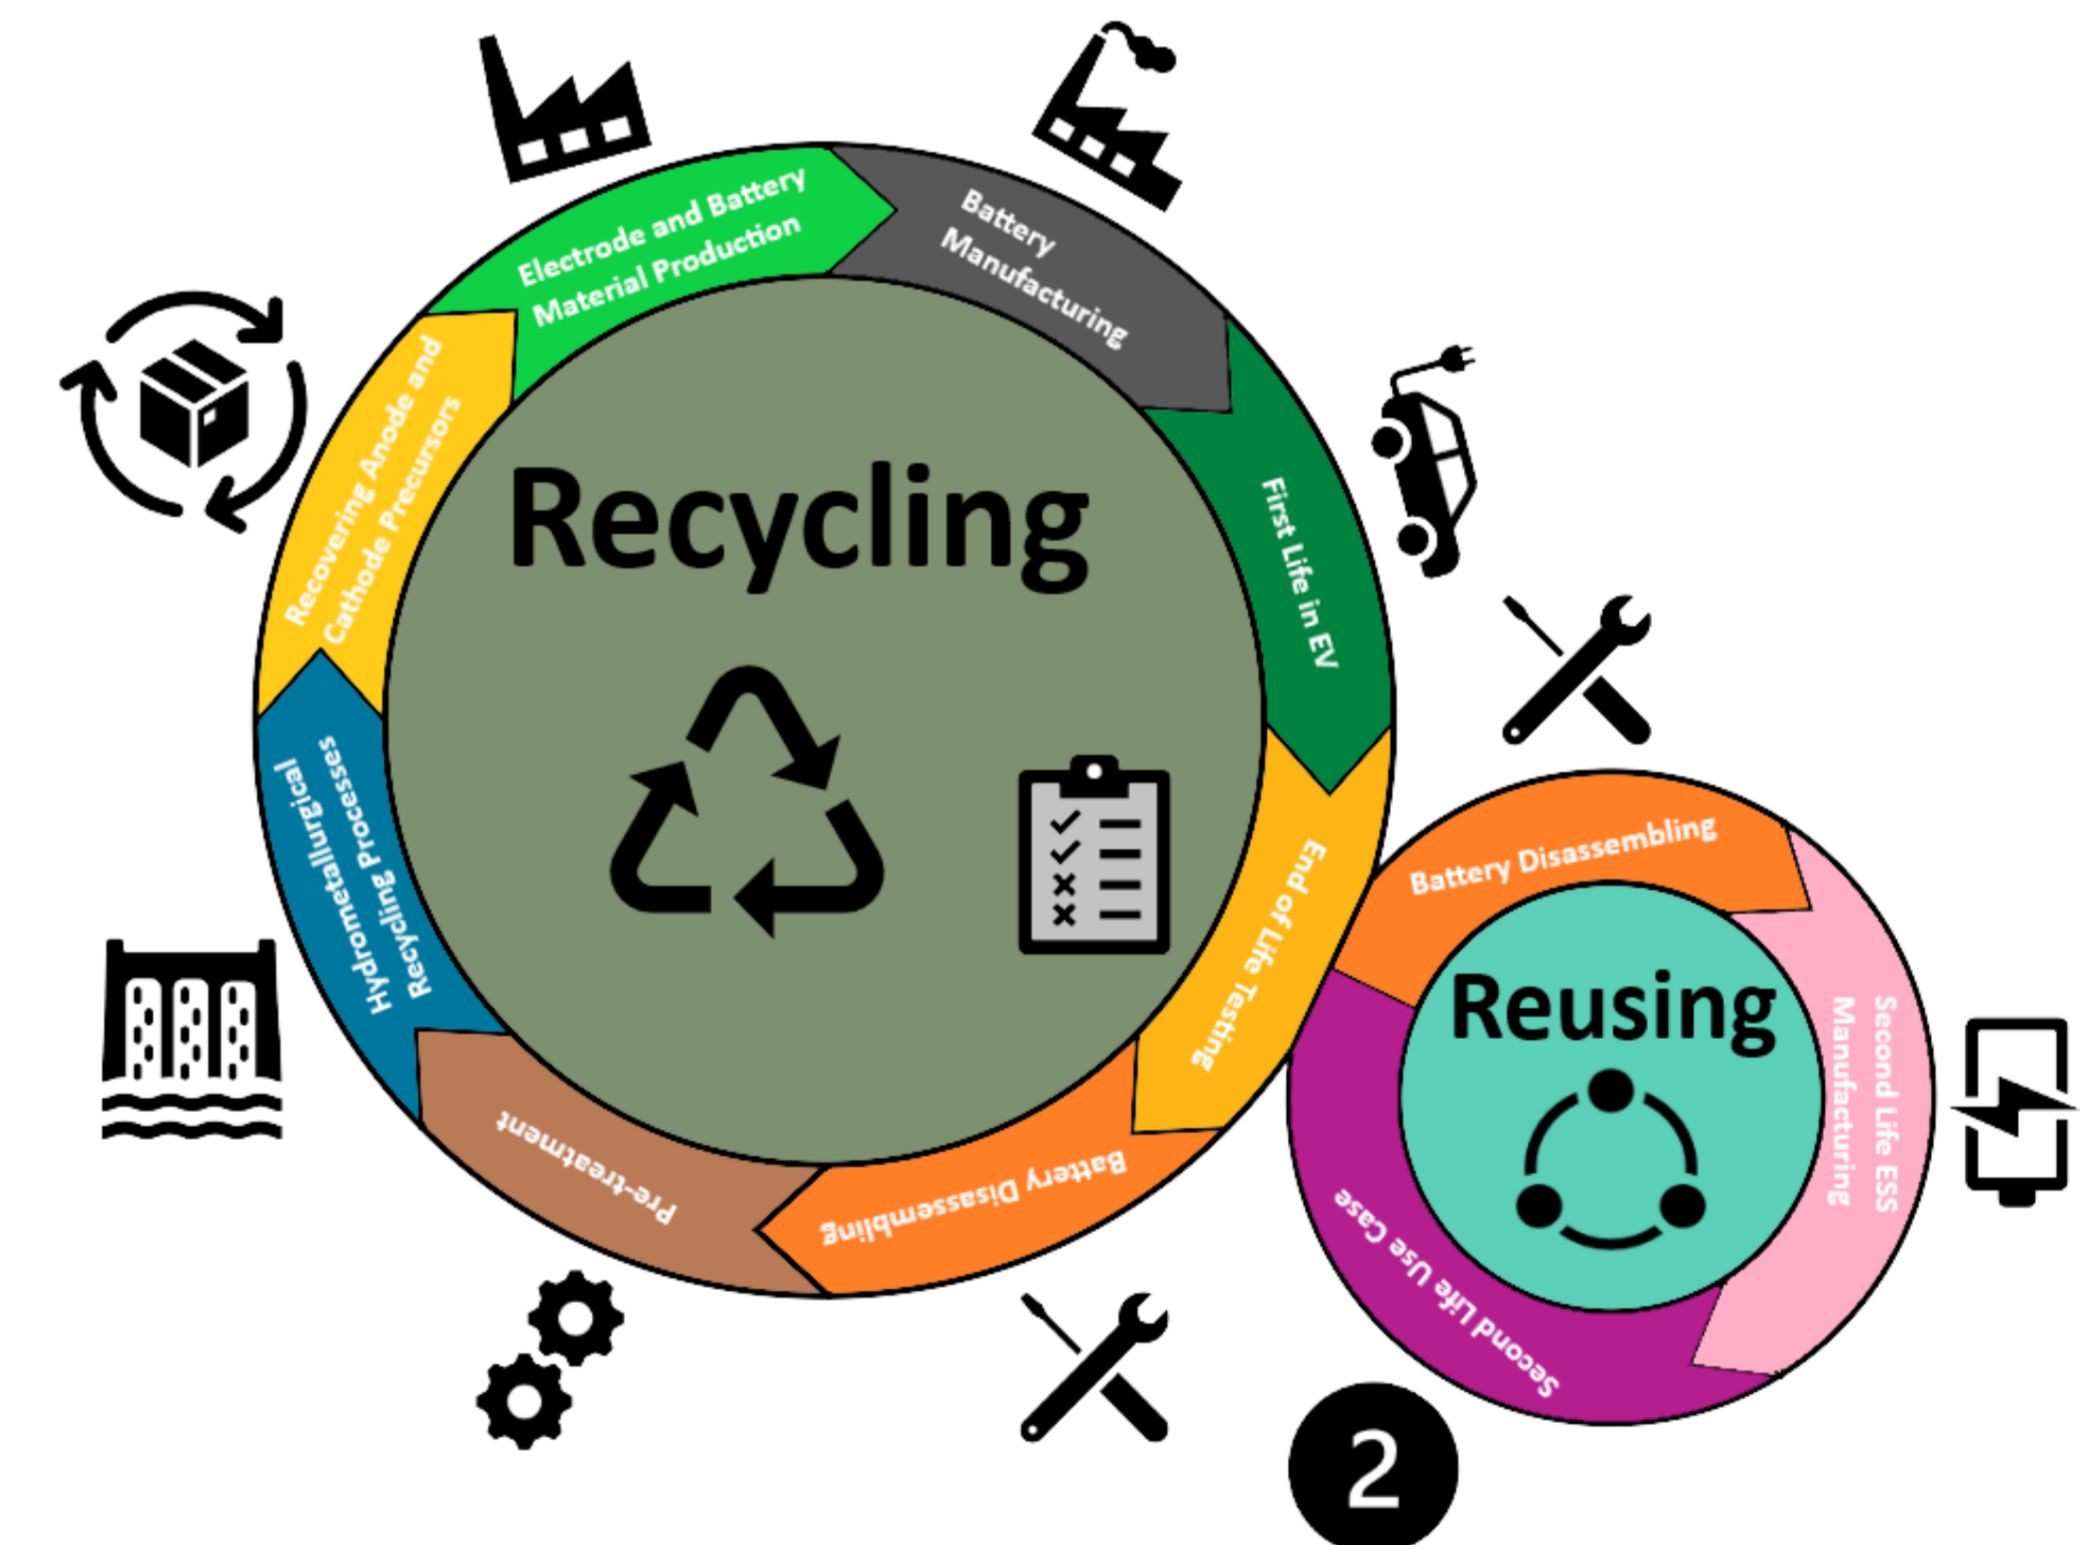 Electrode and Battery
Material Production
Battery
Manufacturing
First Life in EV
End of Life Testing
Battery Disassembling
Pre-treatment
Hydrometallurgical
Recycling Processes
Recovering Anode and
Cathode Precursors
Recycling
Battery Disassembling
Second Life ESS
Manufacturing
Second Life Use Case
Reusing
2